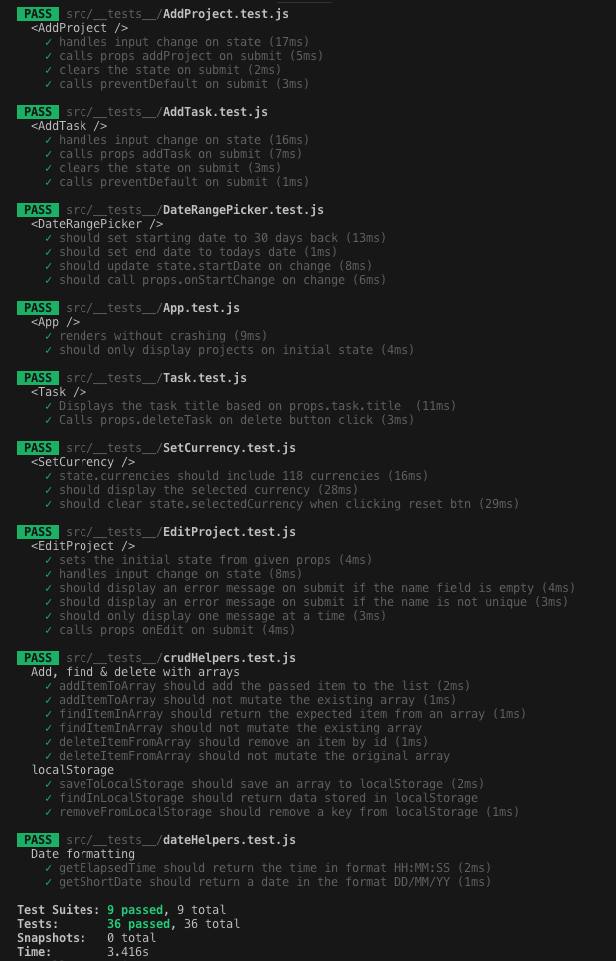 PASS src/__tests__/AddProject.test.js
<AddProject />
✓ handles input change on state (17ms)
✓ calls props addProject on submit (5ms)
✓ clears the state on submit (2ms)
✓ calls preventDefault on submit (3ms)
PASS src/__tests__/AddTask.test.js
<AddTask />
✓ handles input change on state (16ms)
✓ calls props addTask on submit (7ms)
✓ clears the state on submit (3ms)
✓ calls preventDefault on submit (1ms)
PASS src/__tests__/DateRangePicker.test.js
<DateRangePicker />
✓ should set starting date to 30 days back (13ms)
✓ should set end date to todays date (1ms)
✓ should update state.startDate on change (8ms)
✓ should call props.onStartChange on change (6ms)
PASS src/__tests__/App.test.js
<App />
✓ renders without crashing (9ms)
✓ should only display projects on initial state (4ms)
PASS src/__tests__/Task.test.js
<Task />
✓ Displays the task title based on props.task.title  (11ms)
✓ Calls props.deleteTask on delete button click (3ms)
PASS src/__tests__/SetCurrency.test.js
<SetCurrency />
✓ state.currencies should include 118 currencies (16ms)
✓ should display the selected currency (28ms)
✓ should clear state.selectedCurrency when clicking reset btn (29ms)
PASS src/__tests__/EditProject.test.js
<EditProject />
✓ sets the initial state from given props (4ms)
✓ handles input change on state (8ms)
✓ should display an error message on submit if the name field is empty (4ms)
✓ should display an error message on submit if the name is not unique (3ms)
✓ should only display one message at a time (3ms)
✓ calls props onEdit on submit (4ms)
PASS src/__tests__/crudHelpers.test.js
Add, find & delete with arrays
✓ addItemToArray should add the passed item to the list (2ms)
✓ addItemToArray should not mutate the existing array (1ms)
✓ findItemInArray should return the expected item from an array (1ms)
✓ findItemInArray should not mutate the existing array
✓ deleteItemFromArray should remove an item by id (1ms)
✓ deleteItemFromArray should not mutate the original array
localStorage
✓ saveToLocalStorage should save an array to localStorage (2ms)
✓ findInLocalStorage should return data stored in localStorage
✓ removeFromLocalStorage should remove a key from localStorage (1ms)
PASS src/__tests__/dateHelpers.test.js
Date formatting
✓ getElapsedTime should return the time in format HH:MM:SS (2ms)
✓ getShortDate should return a date in the format DD/MM/YY (1ms)
Test Suites: 9 passed, 9 total
Tests: 36 passed, 36 total
Snapshots: 0 total
Time: 3.416s